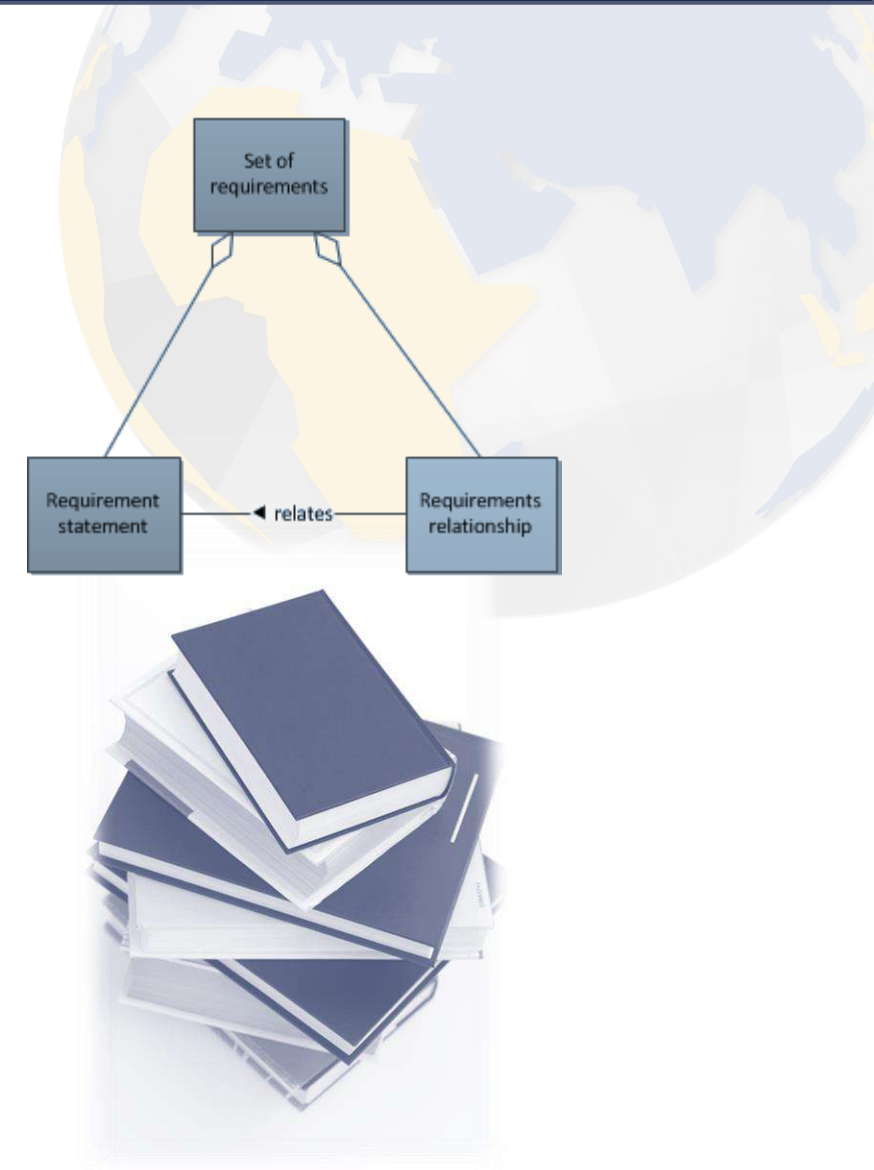 Set of
requirements
Requirement
statement
◄ relates
Requirements
relationship